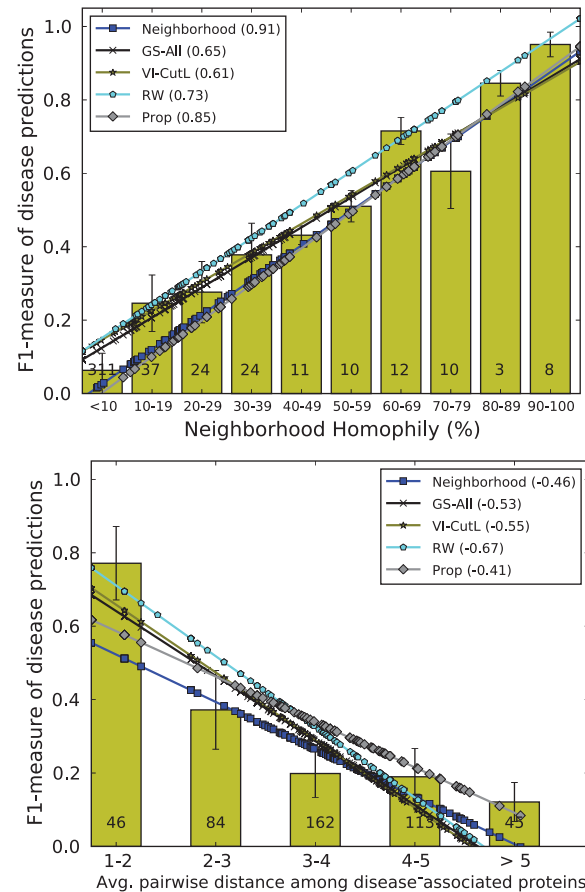 F1-measure of disease predictions
1.0
0.8
0.6
0.4
0.2
0.0
Neighborhood (0.91)
GS-All (0.65)
VI-CutL (0.61)
RW (0.73)
Prop (0.85)
311 37 24 24 11 10 12 10 3 8
<10 10-19 20-29 30-39 40-49 50-59 60-69 70-79 80-89 90-100
Neighborhood Homophily (%)
F1-measure of disease predictions
1.0
0.8
0.6
0.4
0.2
0.0
Neighborhood (-0.46)
GS-All (-0.53)
VI-CutL (-0.55)
RW (-0.67)
Prop (-0.41)
46 84 162 113 45
1-2 2-3 3-4 4-5 > 5
Avg. pairwise distance among disease-associated proteins